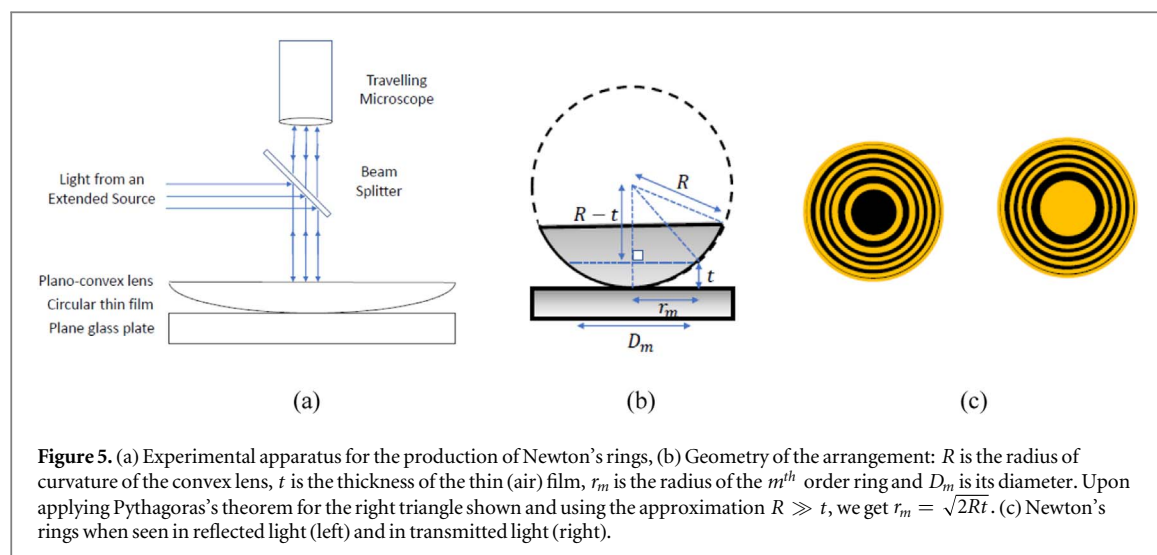 Travelling
Microscope
Light from an
Extended Source
Beam
Splitter
Plano-convex lens
Circular thin film
Plane glass plate
R
R − t
t
r_m
D_m
(a)
(b)
(c)
Figure 5. (a) Experimental apparatus for the production of Newton's rings, (b) Geometry of the arrangement: R is the radius of
curvature of the convex lens, t is the thickness of the thin (air) film, r_m is the radius of the m^th order ring and D_m is its diameter. Upon
applying Pythagoras's theorem for the right triangle shown and using the approximation R ≫ t, we get r_m = √2Rt. (c) Newton's
rings when seen in reflected light (left) and in transmitted light (right).